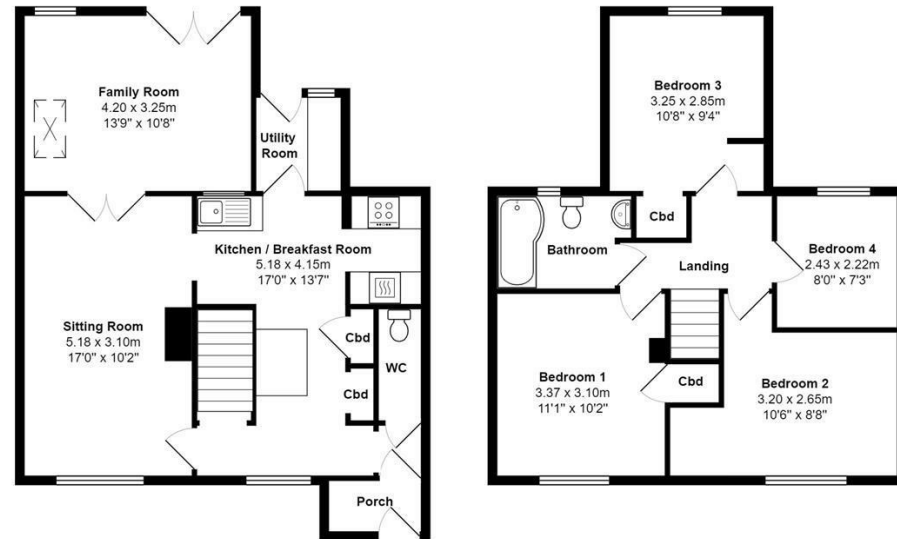 Family Room
4.20 x 3.25m
13'9" x 10'8"
Utility
Room
Kitchen / Breakfast Room
5.18 x 4.15m
17'0" x 13'7"
Sitting Room
5.18 x 3.10m
17'0" x 10'2"
Cbd
WC
Cbd
Porch
Bedroom 3
3.25 x 2.85m
10'8" x 9'4"
Cbd
Bathroom
Landing
Bedroom 4
2.43 x 2.22m
8'0" x 7'3"
Bedroom 1
3.37 x 3.10m
11'1" x 10'2"
Cbd
Bedroom 2
3.20 x 2.65m
10'6" x 8'8"